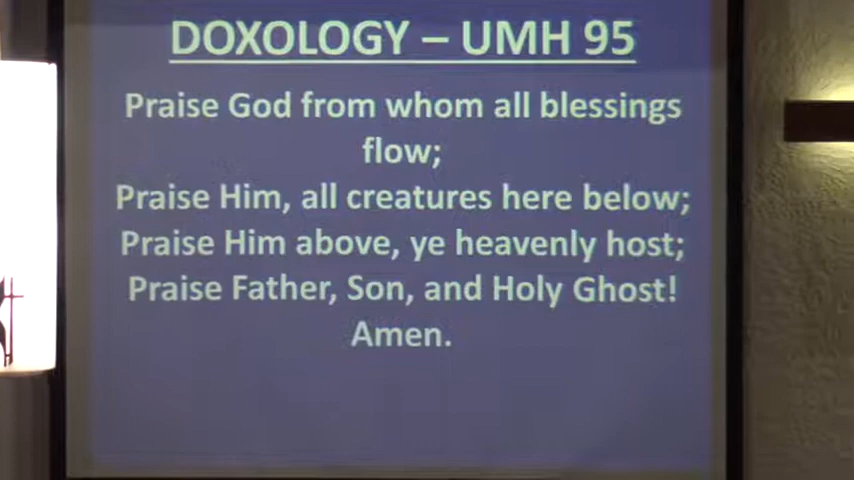 DOXOLOGY – UMH 95
Praise God from whom all blessings
flow;
Praise Him, all creatures here below;
Praise Him above, ye heavenly host;
Praise Father, Son, and Holy Ghost!
Amen.